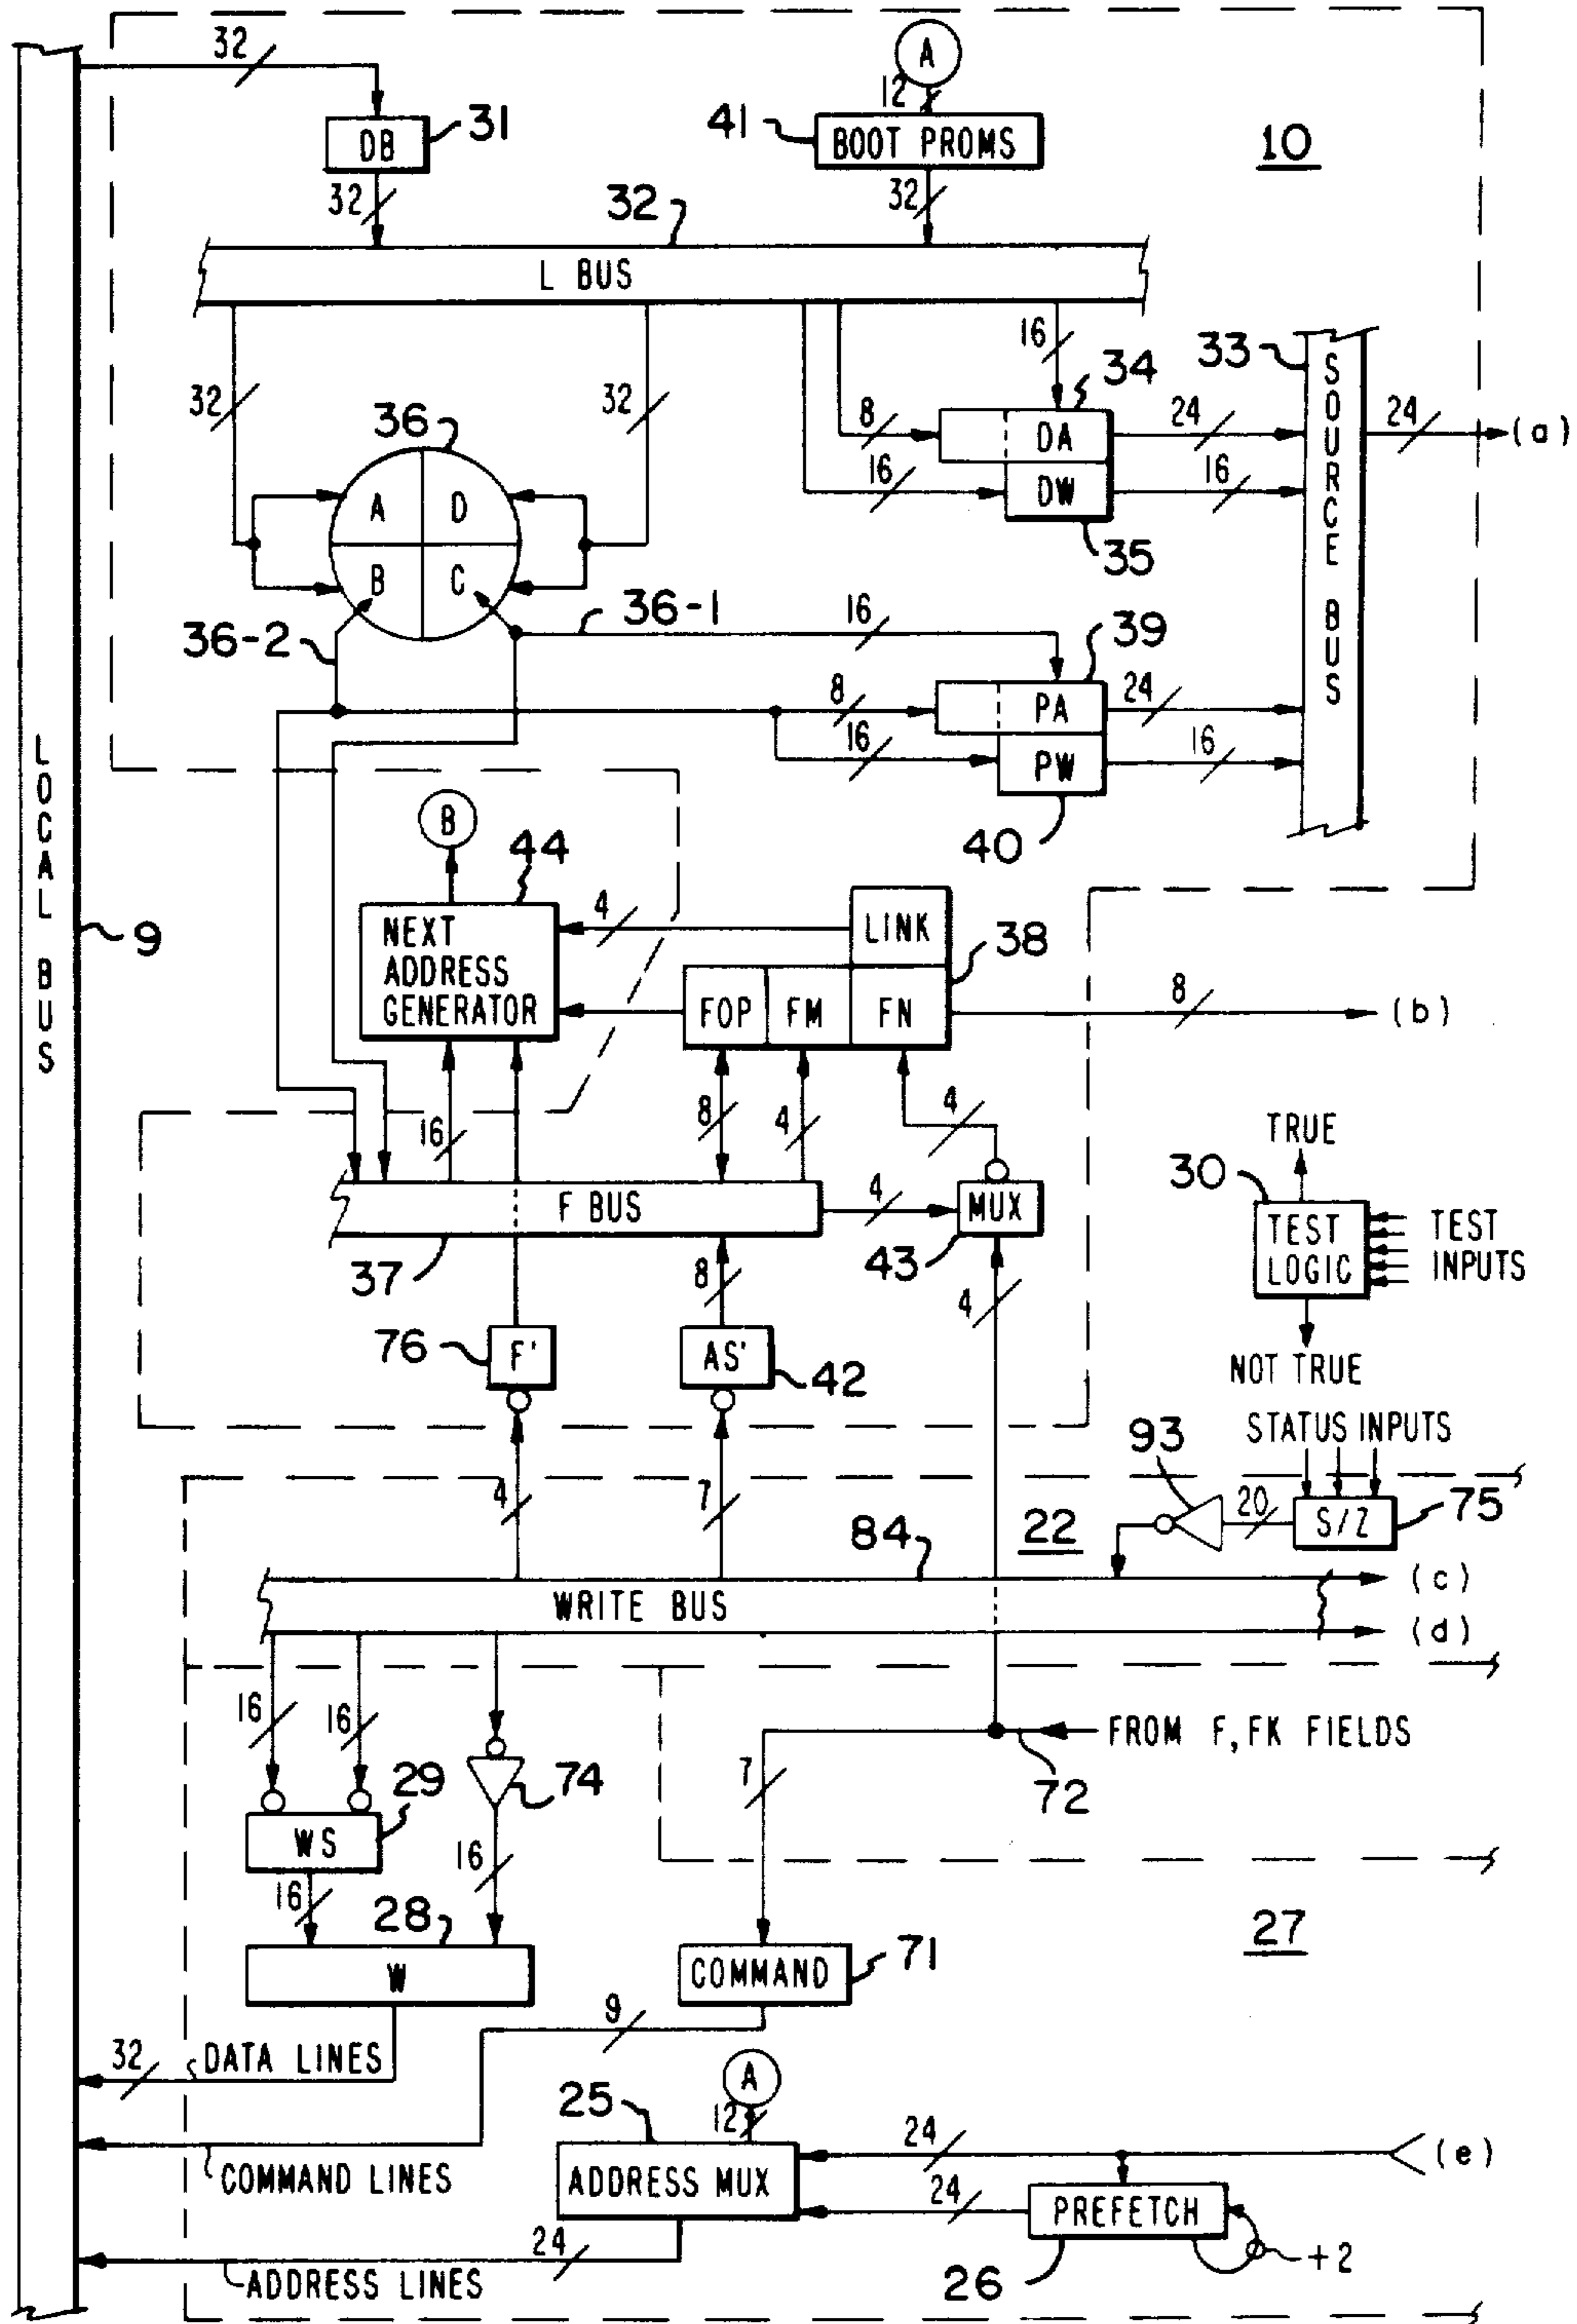 32
A
12
DB
31
41
BOOT PROMS
10
32
32
32
L BUS
16
33
34
SOURCE BUS
32
32
36
8
DA
24
24
(a)
A
D
16
DW
16
B
C
35
36-1
16
36-2
39
8
PA
24
16
PW
16
40
LOCAL BUS
B
44
4
LINK
9
NEXT
ADDRESS
GENERATOR
38
FOP
FM
FN
8
(b)
16
8
4
4
TRUE
30
F BUS
4
MUX
TEST
LOGIC
TEST
INPUTS
37
8
43
4
76
F'
AS'
42
NOT TRUE
STATUS INPUTS
93
4
7
20
S/Z
75
84
22
WRITE BUS
(c)
(d)
16
16
FROM F, FK FIELDS
29
74
7
72
WS
16
16
28
27
W
COMMAND
71
9
32
DATA LINES
A
25
12
24
(e)
COMMAND LINES
ADDRESS MUX
24
PREFETCH
24
ADDRESS LINES
26
+2